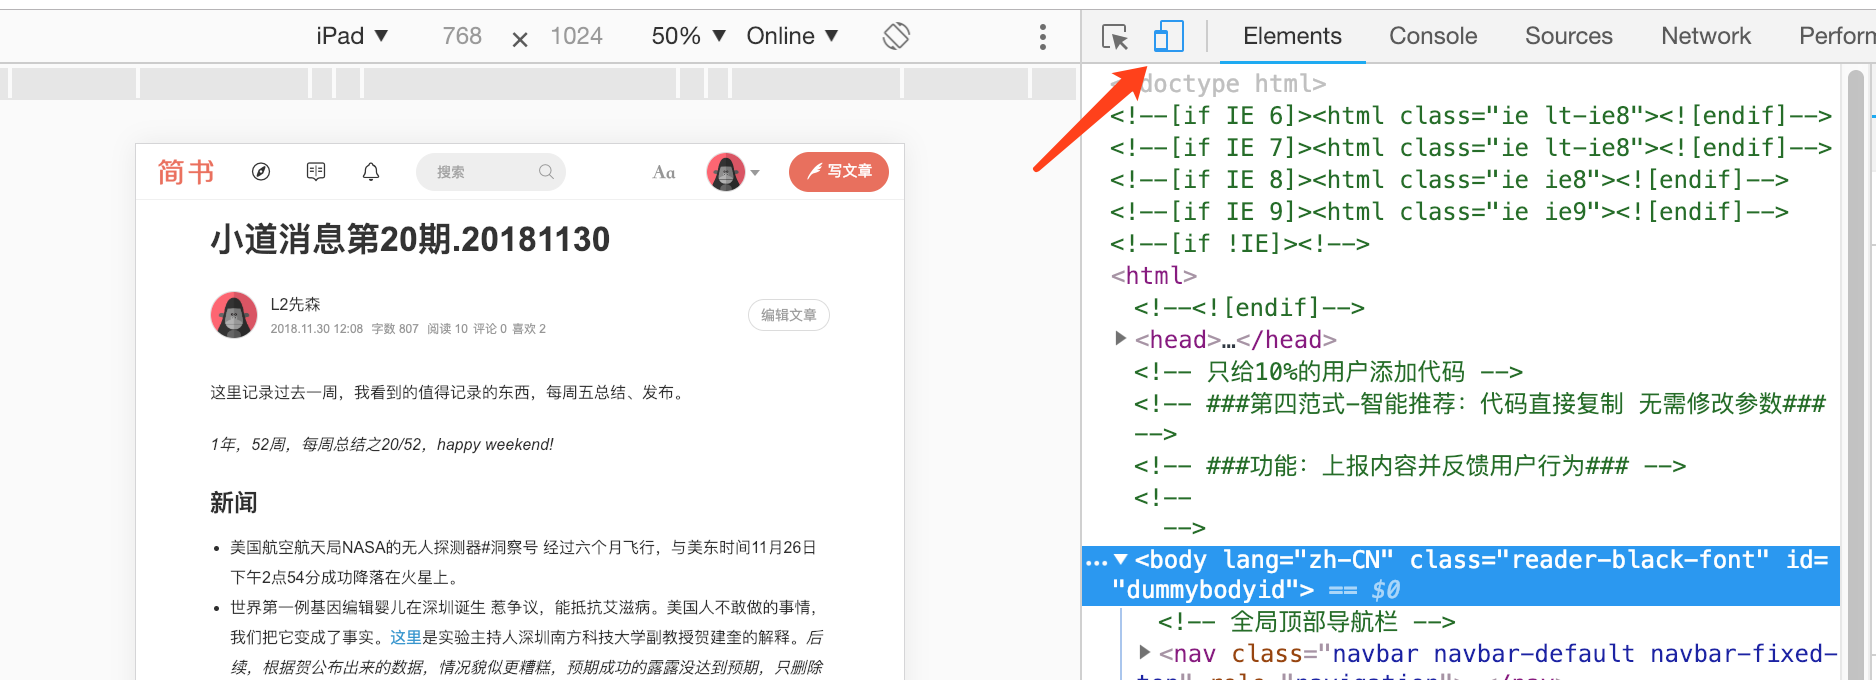 iPad ▼ 768 × 1024 50% ▼ Online ▼
简书 搜索 Aa 写文章
小道消息第20期.20181130
L2先森
2018.11.30 12:08 字数 807 阅读 10 评论 0 喜欢 2
编辑文章
这里记录过去一周，我看到的值得记录的东西，每周五总结、发布。
1年，52周，每周总结之20/52，happy weekend!
新闻
• 美国航空航天局NASA的无人探测器#洞察号 经过六个月飞行，与美东时间11月26日
下午2点54分成功降落在火星上。
• 世界第一例基因编辑婴儿在深圳诞生 惹争议，能抵抗艾滋病。美国人不敢做的事情，
我们把它变成了事实。这里是实验主持人深圳南方科技大学副教授贺建奎的解释。后
续，根据贺公布出来的数据，情况貌似更糟糕，预期成功的露露没达到预期，只删除
Elements Console Sources Network Perform
doctype html>
<!--[if IE 6]><html class="ie lt-ie8"><![endif]-->
<!--[if IE 7]><html class="ie lt-ie8"><![endif]-->
<!--[if IE 8]><html class="ie ie8"><![endif]-->
<!--[if IE 9]><html class="ie ie9"><![endif]-->
<!--[if !IE]><!-->
<html>
<!--<![endif]-->
▶<head>…</head>
<!-- 只给10%的用户添加代码 -->
<!-- ###第四范式-智能推荐：代码直接复制 无需修改参数###
-->
<!-- ###功能：上报内容并反馈用户行为### -->
<!--
-->
…▼<body lang="zh-CN" class="reader-black-font" id=
"dummybodyid"> == $0
<!-- 全局顶部导航栏 -->
▶<nav class="navbar navbar-default navbar-fixed-
top" role="navigation">…</nav>